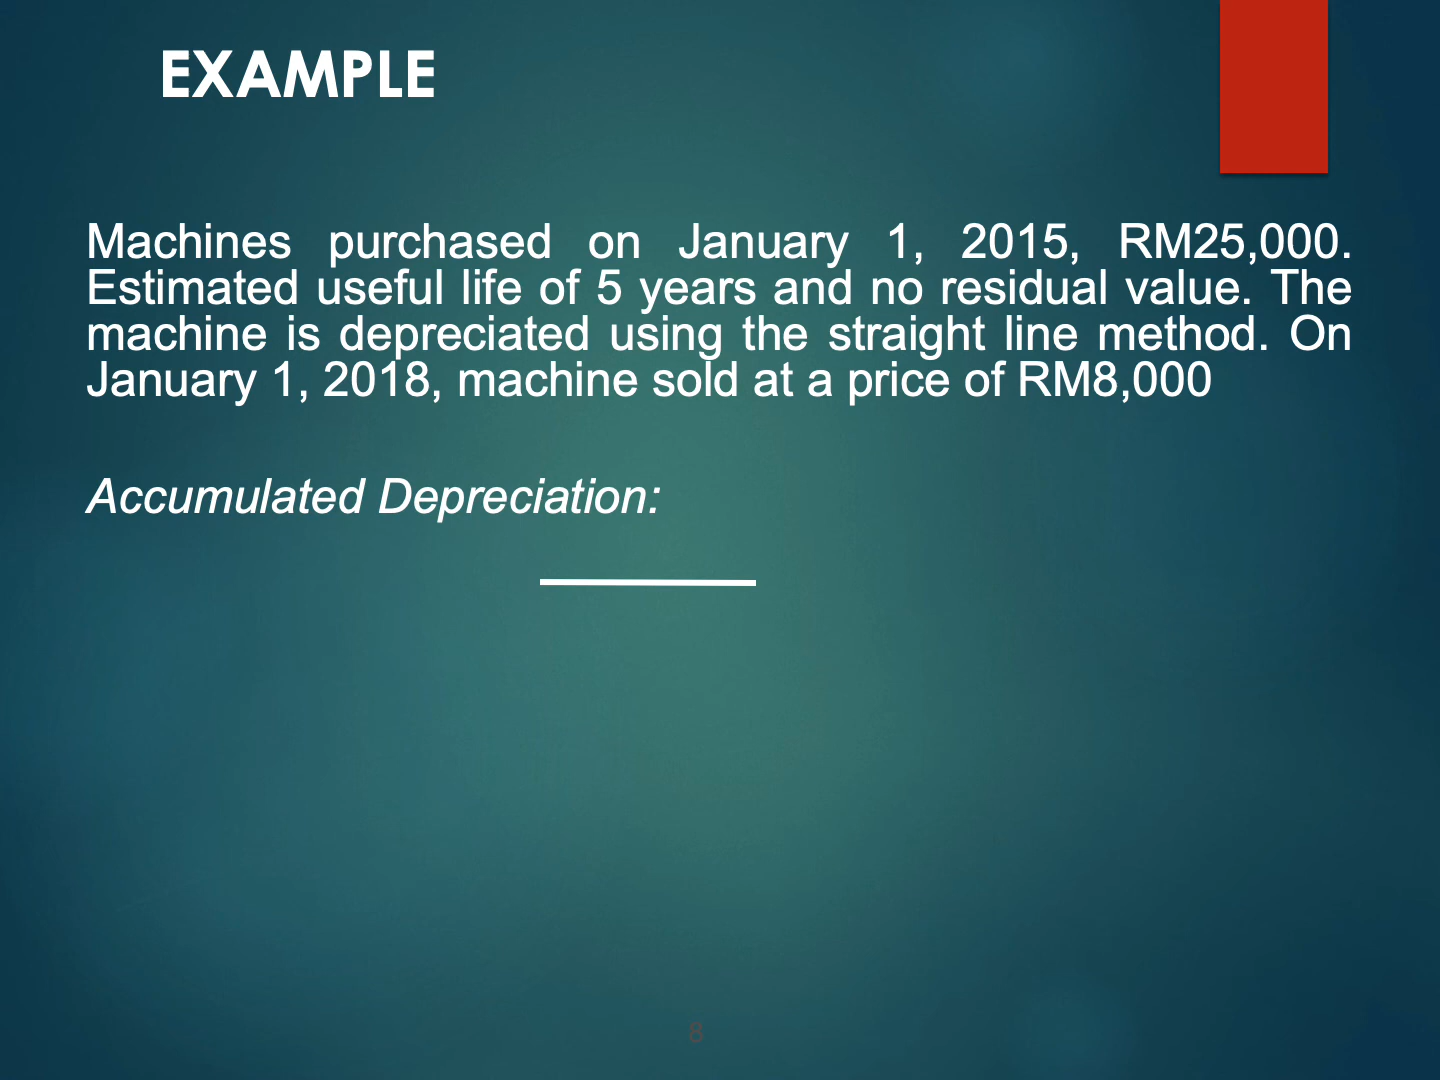 EXAMPLE
Machines purchased on January 1, 2015, RM25,000.
Estimated useful life of 5 years and no residual value. The
machine is depreciated using the straight line method. On
January 1, 2018, machine sold at a price of RM8,000
Accumulated Depreciation:
8